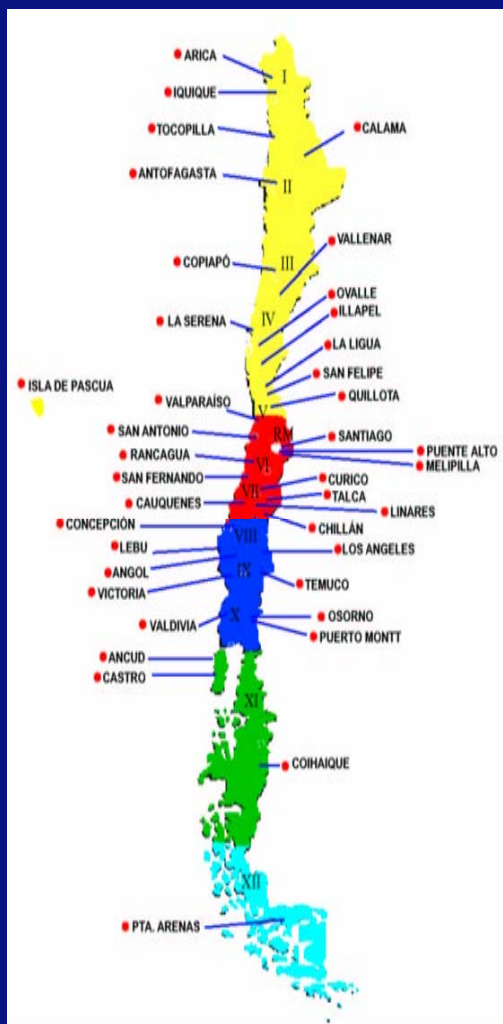 ARICA
I
IQUIQUE
TOCOPILLA
CALAMA
ANTOFAGASTA
II
VALLENAR
COPIAPÓ
III
OVALLE
ILLAPEL
LA SERENA
IV
LA LIGUA
SAN FELIPE
ISLA DE PASCUA
QUILLOTA
VALPARAÍSO
V
SAN ANTONIO
RM
SANTIAGO
PUENTE ALTO
RANCAGUA
VI
MELIPILLA
SAN FERNANDO
CURICO
VII
TALCA
CAUQUENES
LINARES
CONCEPCIÓN
CHILLÁN
VIII
LEBU
LOS ANGELES
ANGOL
IX
TEMUCO
VICTORIA
X
OSORNO
VALDIVIA
PUERTO MONTT
ANCUD
CASTRO
XI
COIHAIQUE
XII
PTA. ARENAS